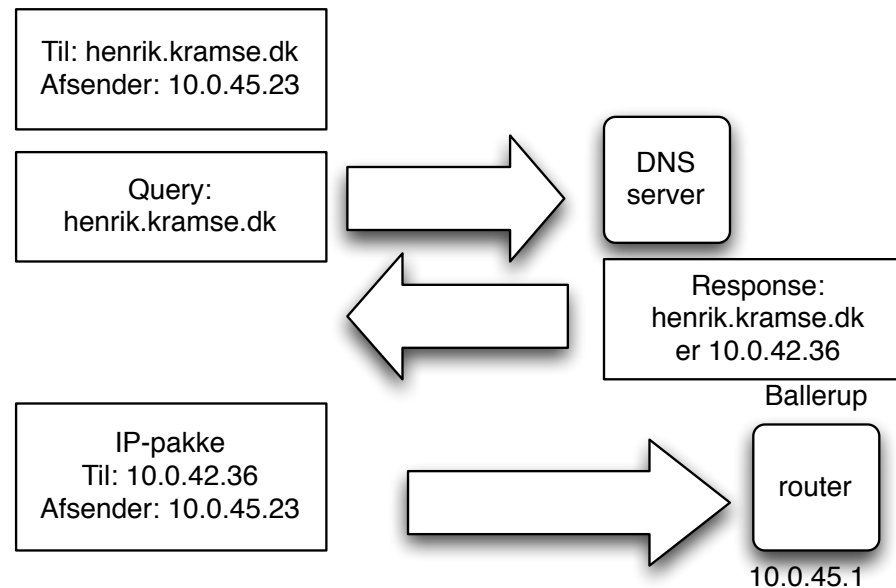 Til: henrik.kramse.dk
Afsender: 10.0.45.23
Query:
henrik.kramse.dk
DNS
server
Response:
henrik.kramse.dk
er 10.0.42.36
Ballerup
IP-pakke
Til: 10.0.42.36
Afsender: 10.0.45.23
router
10.0.45.1